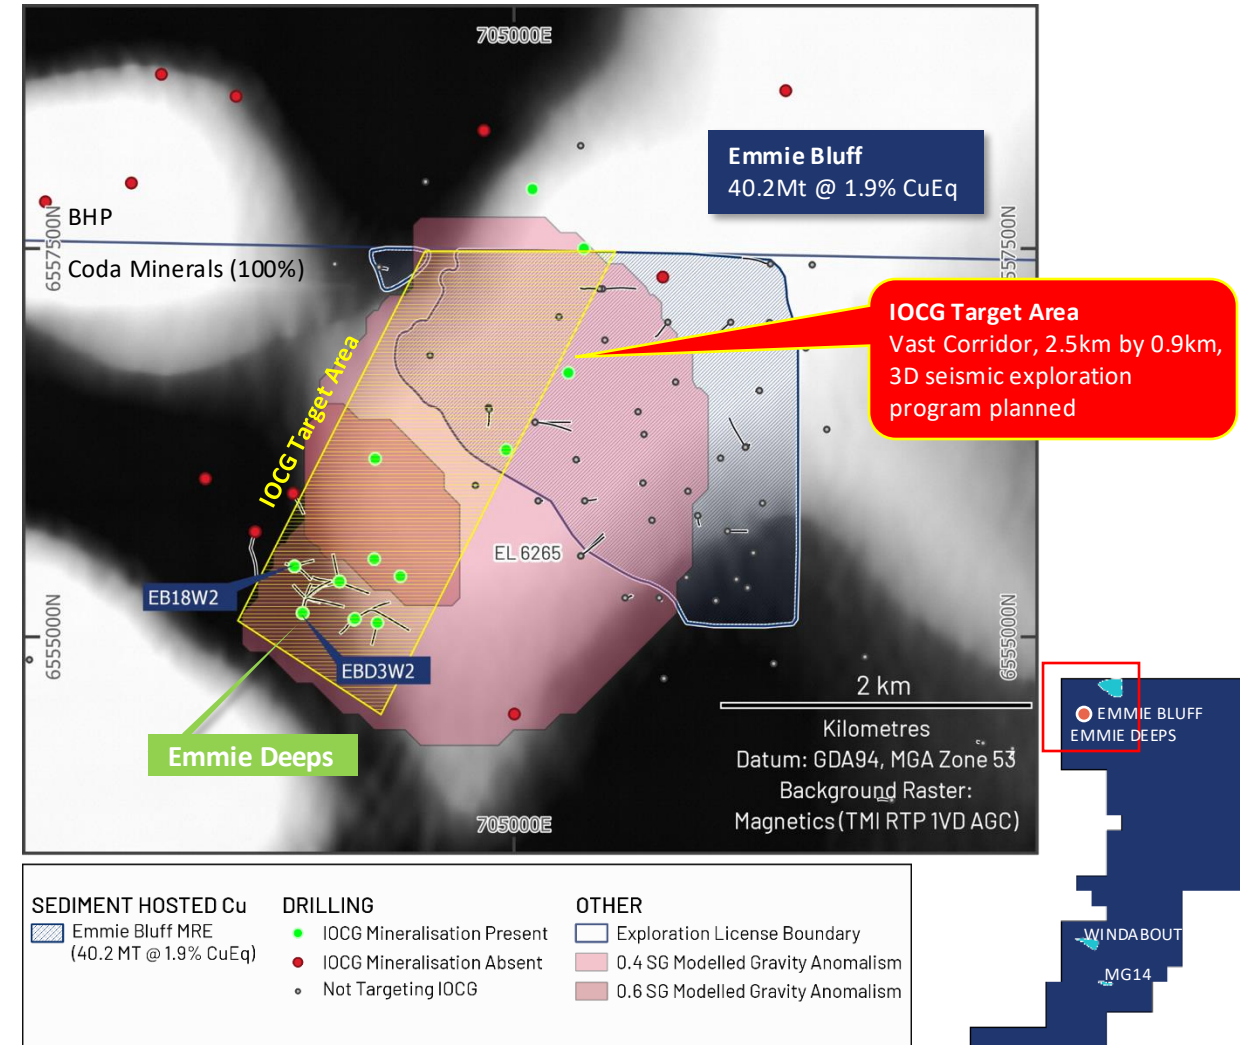 705000E
BHP
Coda Minerals (100%)
6557500N
Emmie Bluff
40.2Mt @ 1.9% CuEq
557500N
IOCG Target Area
Vast Corridor, 2.5km by 0.9km,
3D seismic exploration
program planned
IOCG Target Area
EL 6265
EB18W2
EBD3W2
6555000N
6555000N
Emmie Deeps
2 km
Kilometres
Datum: GDA94, MGA Zone 53
Background Raster:
Magnetics (TMI RTP 1VD AGC)
705000E
EMMIE BLUFF
EMMIE DEEPS
WINDABOUT
MG14
SEDIMENT HOSTED Cu
Emmie Bluff MRE
(40.2 MT @ 1.9% CuEq)
DRILLING
IOCG Mineralisation Present
IOCG Mineralisation Absent
Not Targeting IOCG
OTHER
Exploration License Boundary
0.4 SG Modelled Gravity Anomalism
0.6 SG Modelled Gravity Anomalism